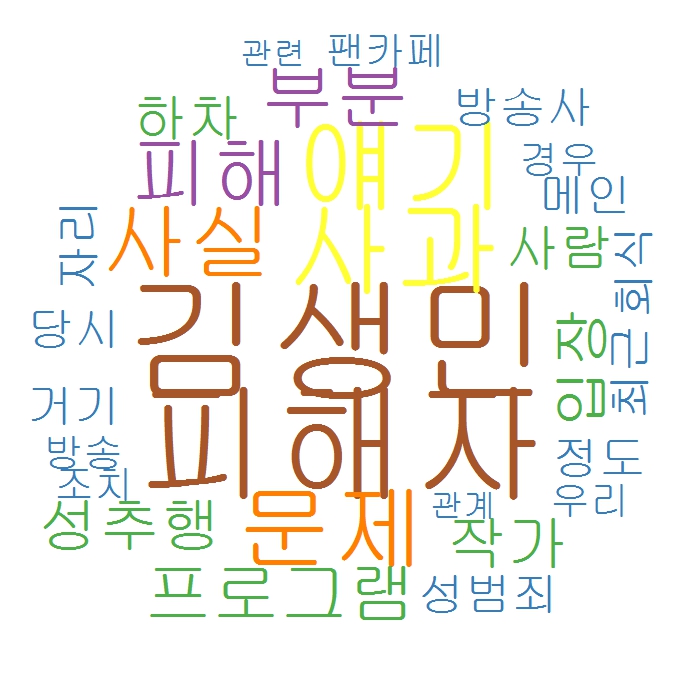 관련 팬카페
부분
하차 방송사
피해 얘기 경우
메인
자리 사실 사과 사람
회식
당시 김생민 입장
최근
거기 피해자
방송 정도
조치 관계 우리
성추행 문제 작가
프로그램 성범죄